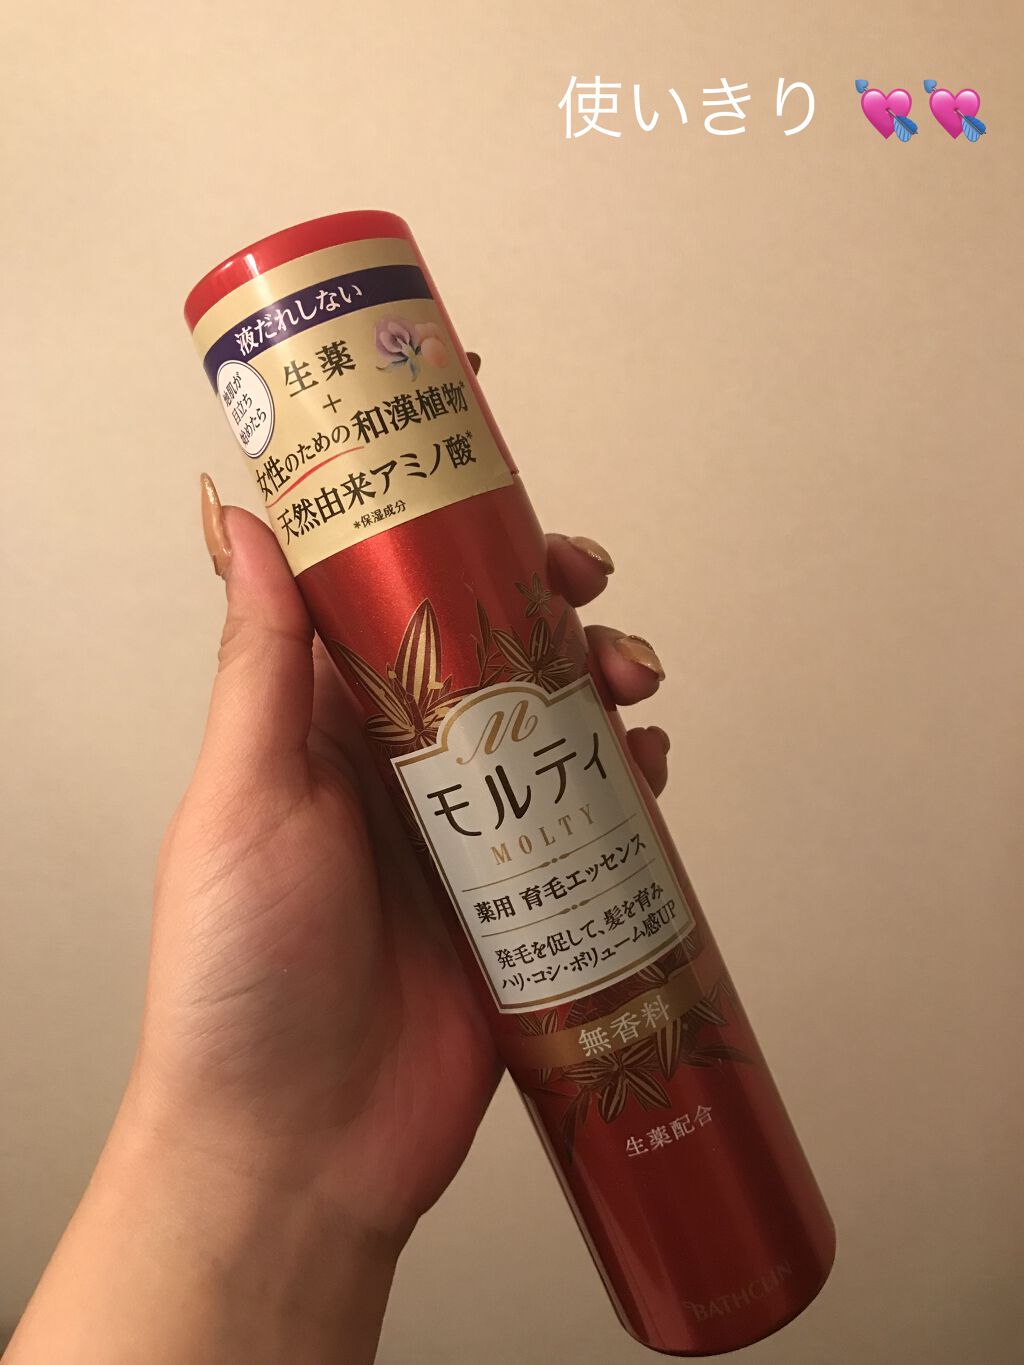 使いきり 💘💘
液だれしない
地肌が
目立ち
始めたら
生薬
+
女性のための和漢植物*
天然由来アミノ酸*
*保湿成分
M
モルティ
MOLTY
薬用 育毛エッセンス
発毛を促して、髪を育み
ハリ・コシ・ボリューム感UP
無香料
生薬配合
BATHCLIN